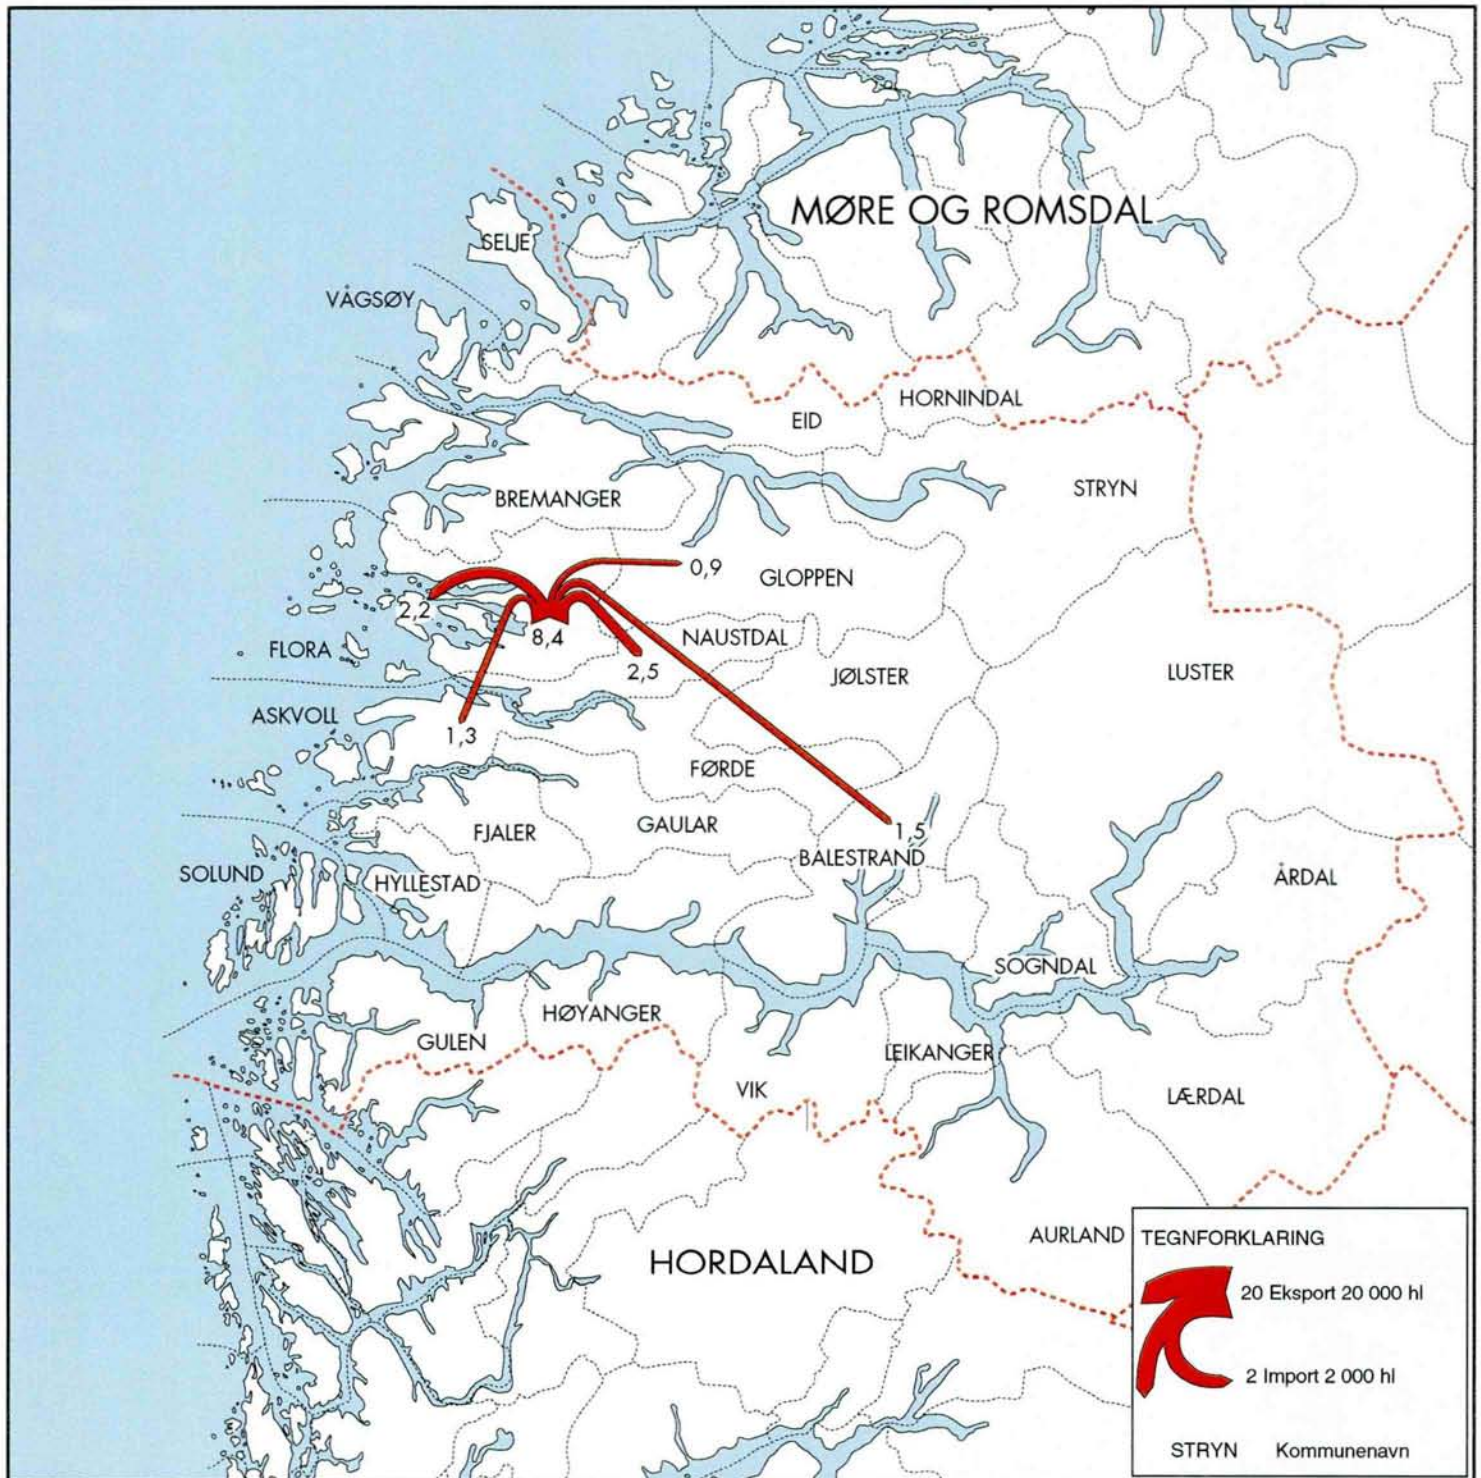 MØRE OG ROMSDAL
SELJE
VÅGSØY
HORNINDAL
EID
STRYN
BREMANGER
0,9
GLOPPEN
2,2
8,4
NAUSTDAL
FLORA
2,5
JØLSTER
LUSTER
ASKVOLL
1,3
FØRDE
GAULAR
FJALER
1,5
BALESTRAND
SOLUND
HYLLESTAD
ÅRDAL
SOGNDAL
HØYANGER
GULEN
LEIKANGER
VIK
LÆRDAL
AURLAND
HORDALAND
TEGNFORKLARING
20 Eksport 20 000 hl
2 Import 2 000 hl
STRYN Kommunenavn